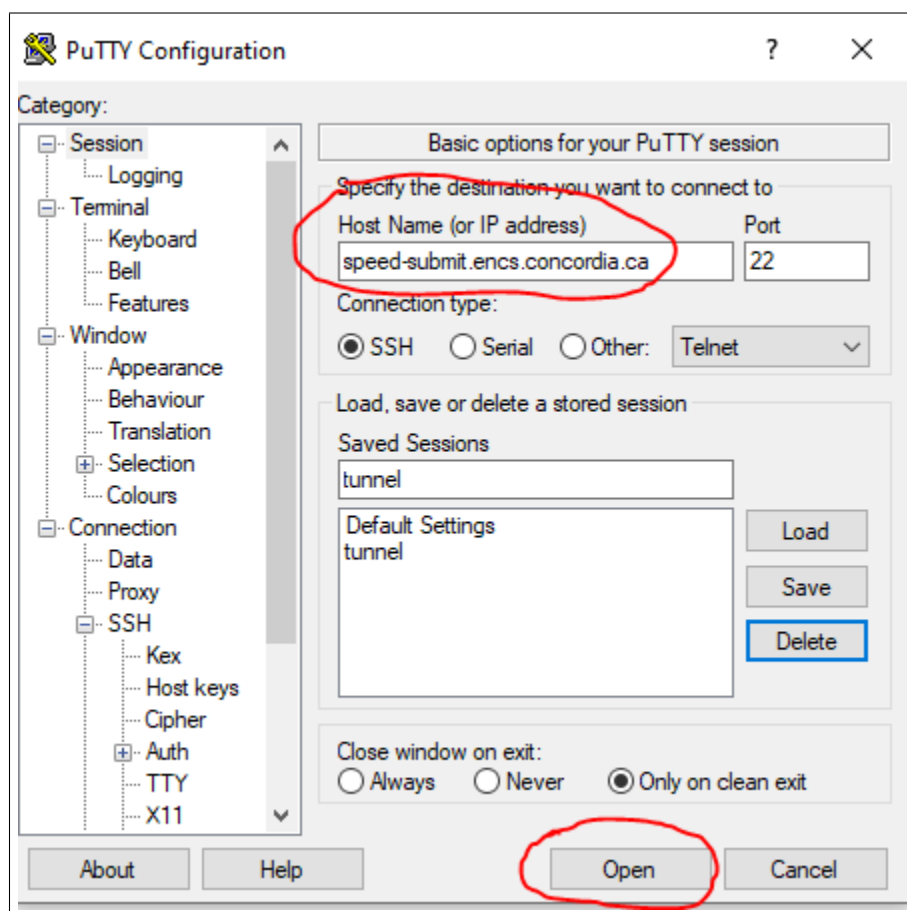 PuTTY Configuration ? ×
Category:
Session
Logging
Terminal
Keyboard
Bell
Features
Window
Appearance
Behaviour
Translation
Selection
Colours
Connection
Data
Proxy
SSH
Kex
Host keys
Cipher
Auth
TTY
X11
Basic options for your PuTTY session
Specify the destination you want to connect to
Host Name (or IP address) Port
speed-submit.encs.concordia.ca 22
Connection type:
SSH Serial Other: Telnet
Load, save or delete a stored session
Saved Sessions
tunnel
Default Settings
tunnel
Load
Save
Delete
Close window on exit:
Always Never Only on clean exit
About Help Open Cancel